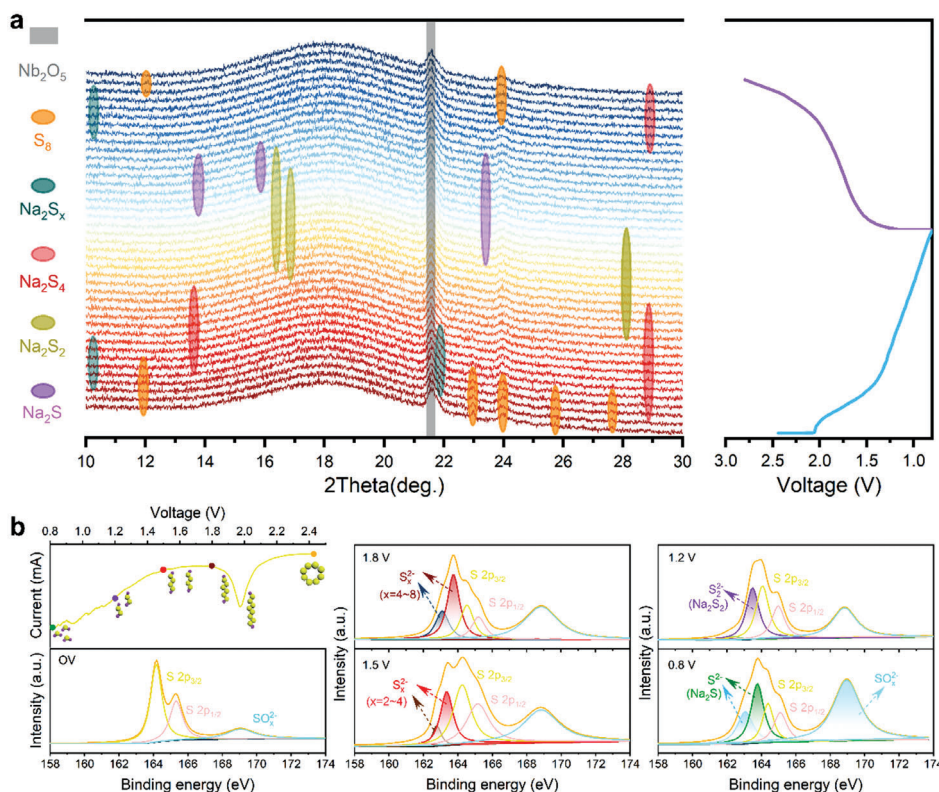 a
Nb₂O₅
S₈
Na₂Sₓ
Na₂S₄
Na₂S₂
Na₂S
10 12 14 16 18 20 22 24 26 28 30
2Theta(deg.)
3.0 2.5 2.0 1.5 1.0
Voltage (V)
b
Voltage (V)
0.8 1.0 1.2 1.4 1.6 1.8 2.0 2.2 2.4
Current (mA)
OV
S 2p₃/₂
S 2p₁/₂
SOₓ²⁻
Intensity (a.u.)
158 160 162 164 166 168 170 172 174
Binding energy (eV)
1.8 V
Sₓ²⁻
(x=4~8)
S 2p₃/₂
S 2p₁/₂
1.5 V
Sₓ²⁻
(x=2~4)
S 2p₃/₂
S 2p₁/₂
Intensity (a.u.)
158 160 162 164 166 168 170 172 174
Binding energy (eV)
1.2 V
S₂²⁻
(Na₂S₂)
S 2p₃/₂
S 2p₁/₂
0.8 V
S²⁻
(Na₂S)
S 2p₃/₂
S 2p₁/₂
SOₓ²⁻
Intensity (a.u.)
158 160 162 164 166 168 170 172 174
Binding energy (eV)